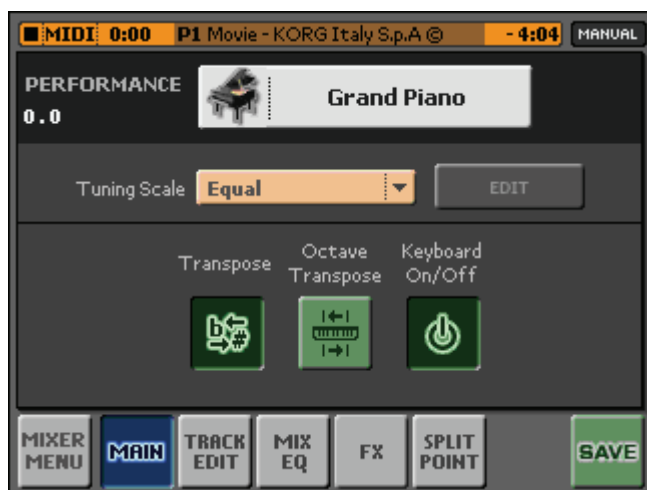 MIDI 0:00 P1 Movie - KORG Italy S.p.A © - 4:04 MANUAL
PERFORMANCE
0.0
Grand Piano
Tuning Scale Equal EDIT
Transpose
Octave
Transpose
Keyboard
On/Off
b #
MIXER
MENU
MAIN
TRACK
EDIT
MIX
EQ
FX
SPLIT
POINT
SAVE